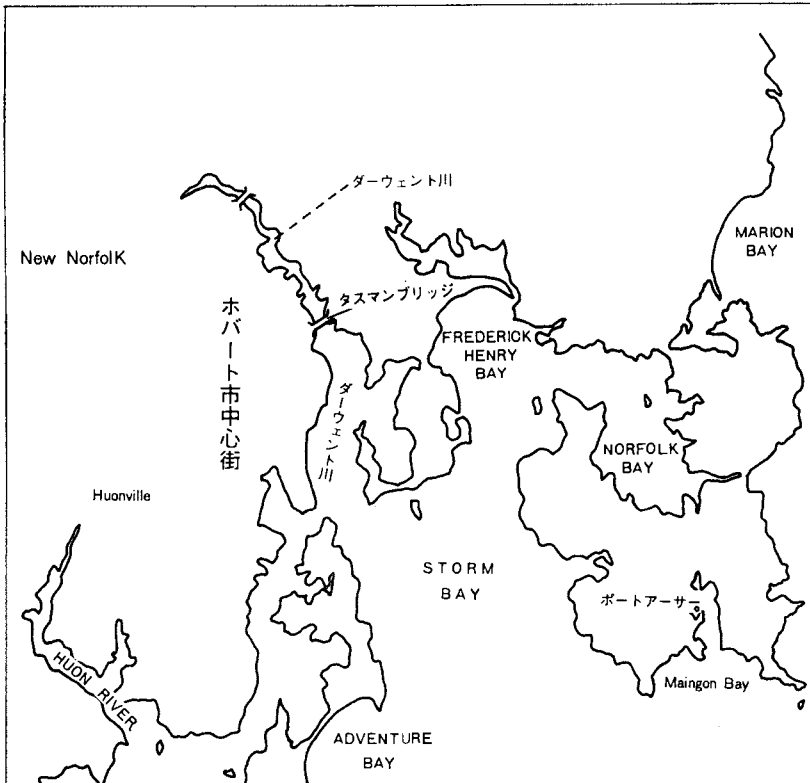 ダーウェント川
MARION
BAY
New Norfolk
タスマンブリッジ
ホバート市中心街
FREDERICK
HENRY
BAY
ダーウェント川
NORFOLK
BAY
Huonville
STORM
BAY
ポートアーサー
HUON RIVER
Maingon Bay
ADVENTURE
BAY